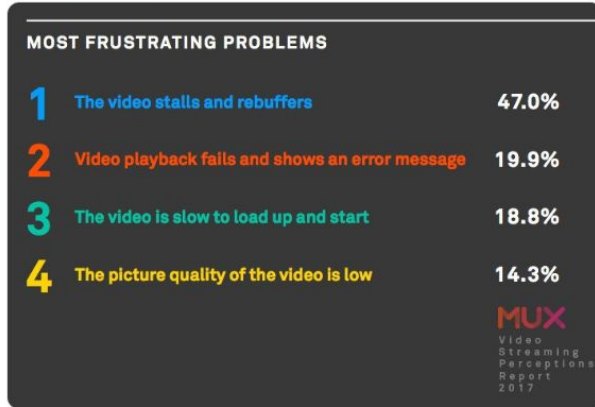 MOST FRUSTRATING PROBLEMS
1 The video stalls and rebuffers 47.0%
2 Video playback fails and shows an error message 19.9%
3 The video is slow to load up and start 18.8%
4 The picture quality of the video is low 14.3%
MUX
Video
Streaming
Perceptions
Report
2017